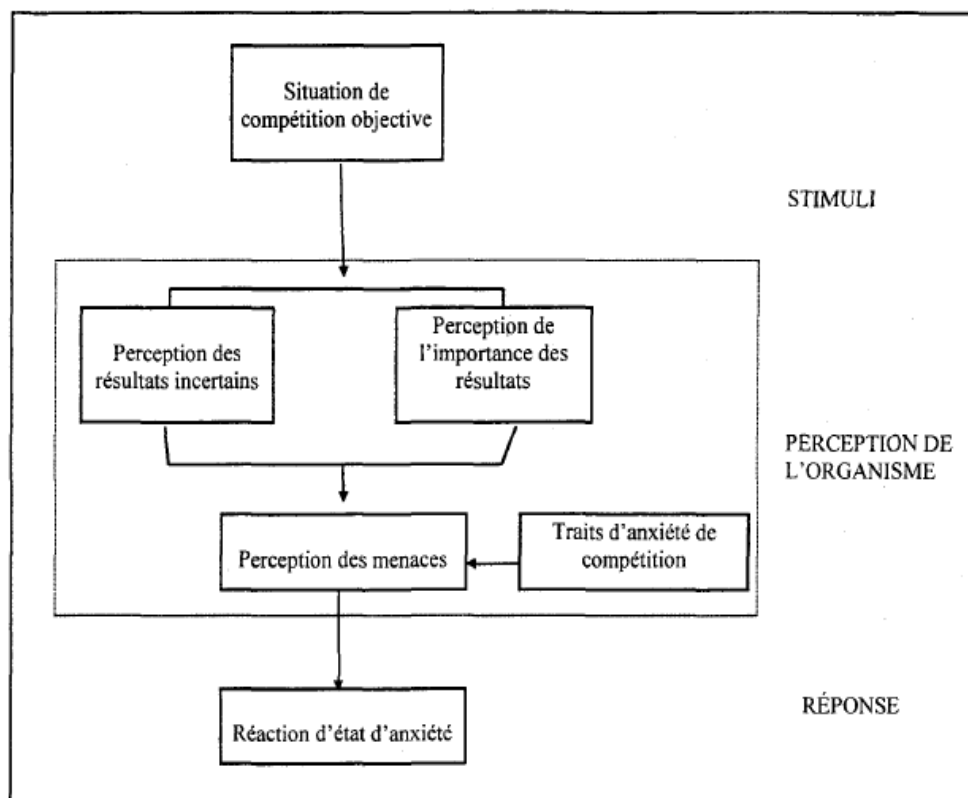 Situation de
compétition objective
STIMULI
Perception des
résultats incertains
Perception de
l'importance des
résultats
PERCEPTION DE
L'ORGANISME
Perception des menaces
Traits d'anxiété de
compétition
Réaction d'état d'anxiété
RÉPONSE